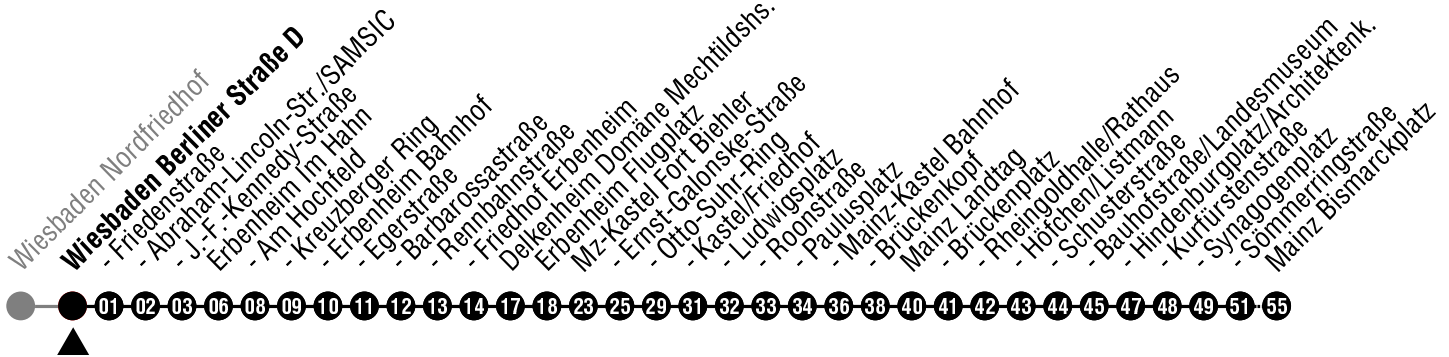 Wiesbaden Nordfriedhof
Wiesbaden Berliner Straße D
- Friedenstraße
- Abraham-Lincoln-Str./SAMSIC
- J.-F.-Kennedy-Straße
Erbenheim Im Hahn
- Am Hochfeld
- Kreuzberger Ring
- Erbenheim Bahnhof
- Egerstraße
- Barbarossastraße
- Rennbahnstraße
- Friedhof Erbenheim
Delkenheim Domäne Mechtildshs.
Erbenheim Flugplatz
Mz-Kastel Fort Biehler
- Ernst-Galonske-Straße
- Otto-Suhr-Ring
- Kastel/Friedhof
- Ludwigsplatz
- Roonstraße
- Paulusplatz
- Mainz-Kastel Bahnhof
- Brückenkopf
Mainz Landtag
- Brückenplatz
- Rheingoldhalle/Rathaus
- Höfchen/Listmann
- Schusterstraße
- Bauhofstraße/Landesmuseum
- Hindenburgplatz/Architektenk.
- Kurfürstenstraße
- Synagogenplatz
- Sömmerringstraße
Mainz Bismarckplatz
01 02 03 06 08 09 10 11 12 13 14 17 18 23 25 29 31 32 33 34 36 38 40 41 42 43 44 45 47 48 49 51 55